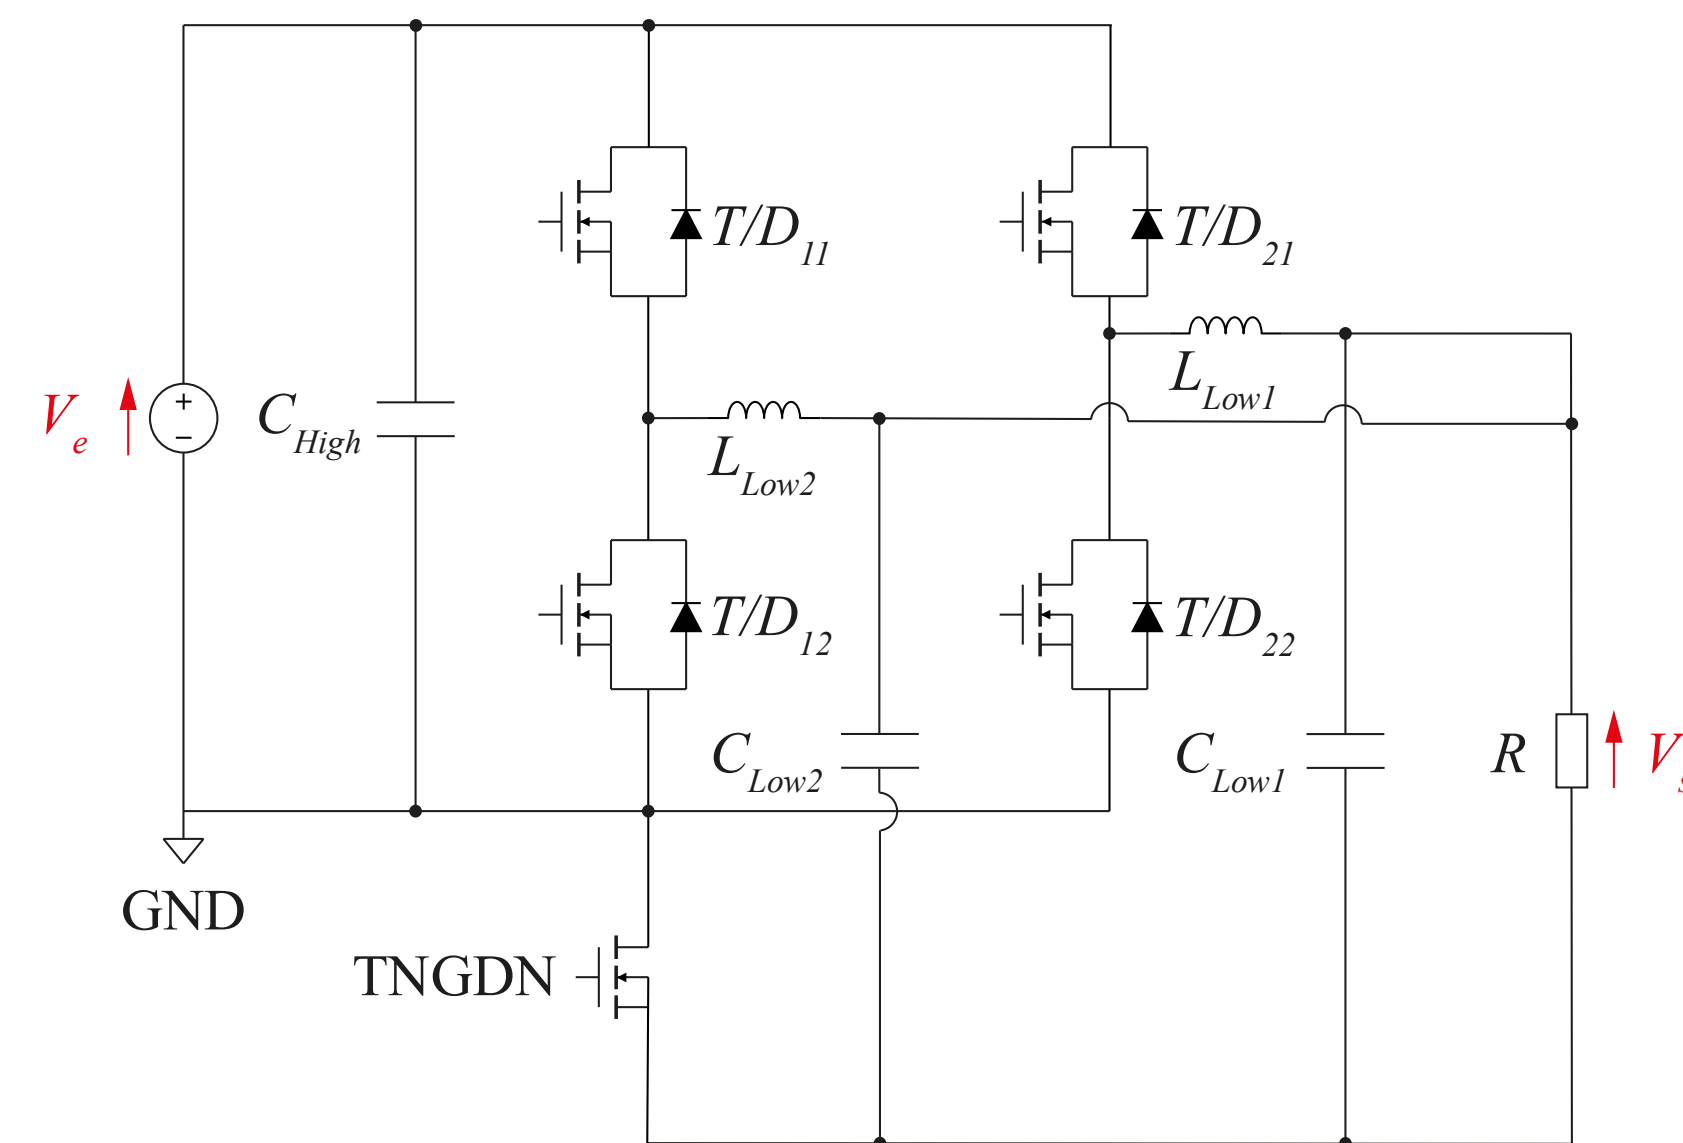 T/D11
T/D21
Ve
+
−
CHigh
LLow1
LLow2
T/D12
T/D22
CLow2
CLow1
R
V
GND
TNGDN